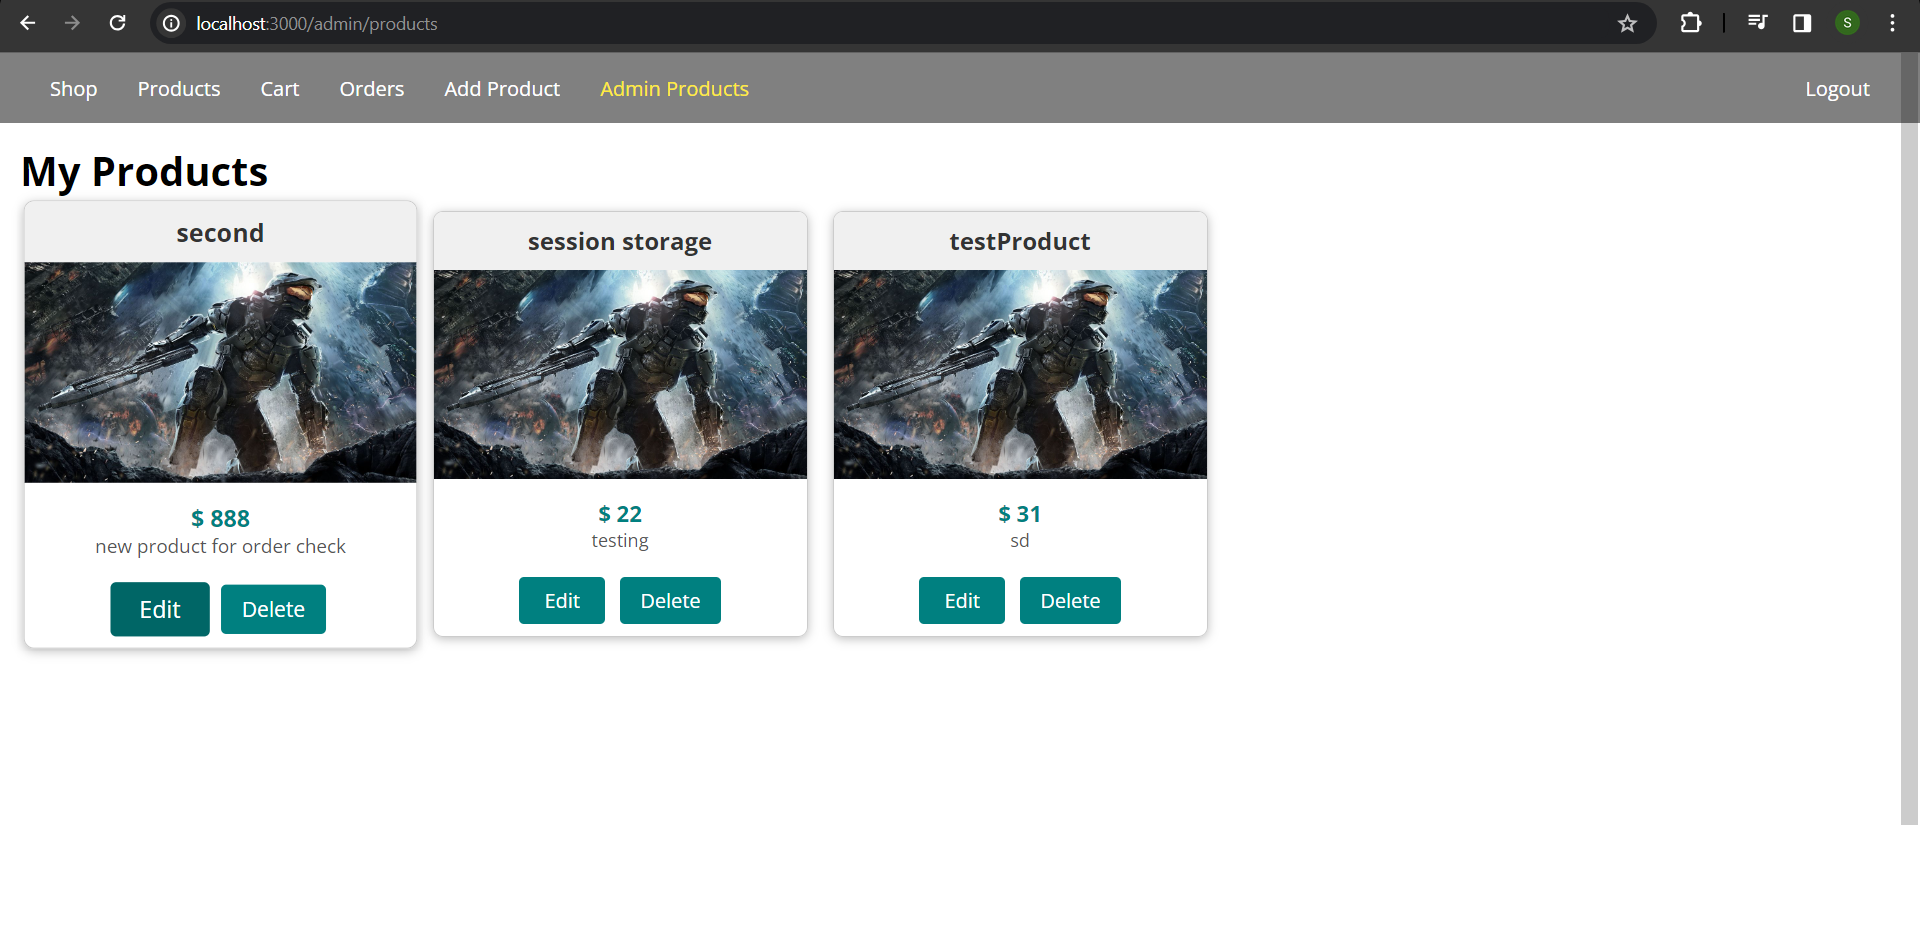 localhost:3000/admin/products
S
Shop Products Cart Orders Add Product Admin Products Logout
My Products
second
$ 888
new product for order check
Edit Delete
session storage
$ 22
testing
Edit Delete
testProduct
$ 31
sd
Edit Delete